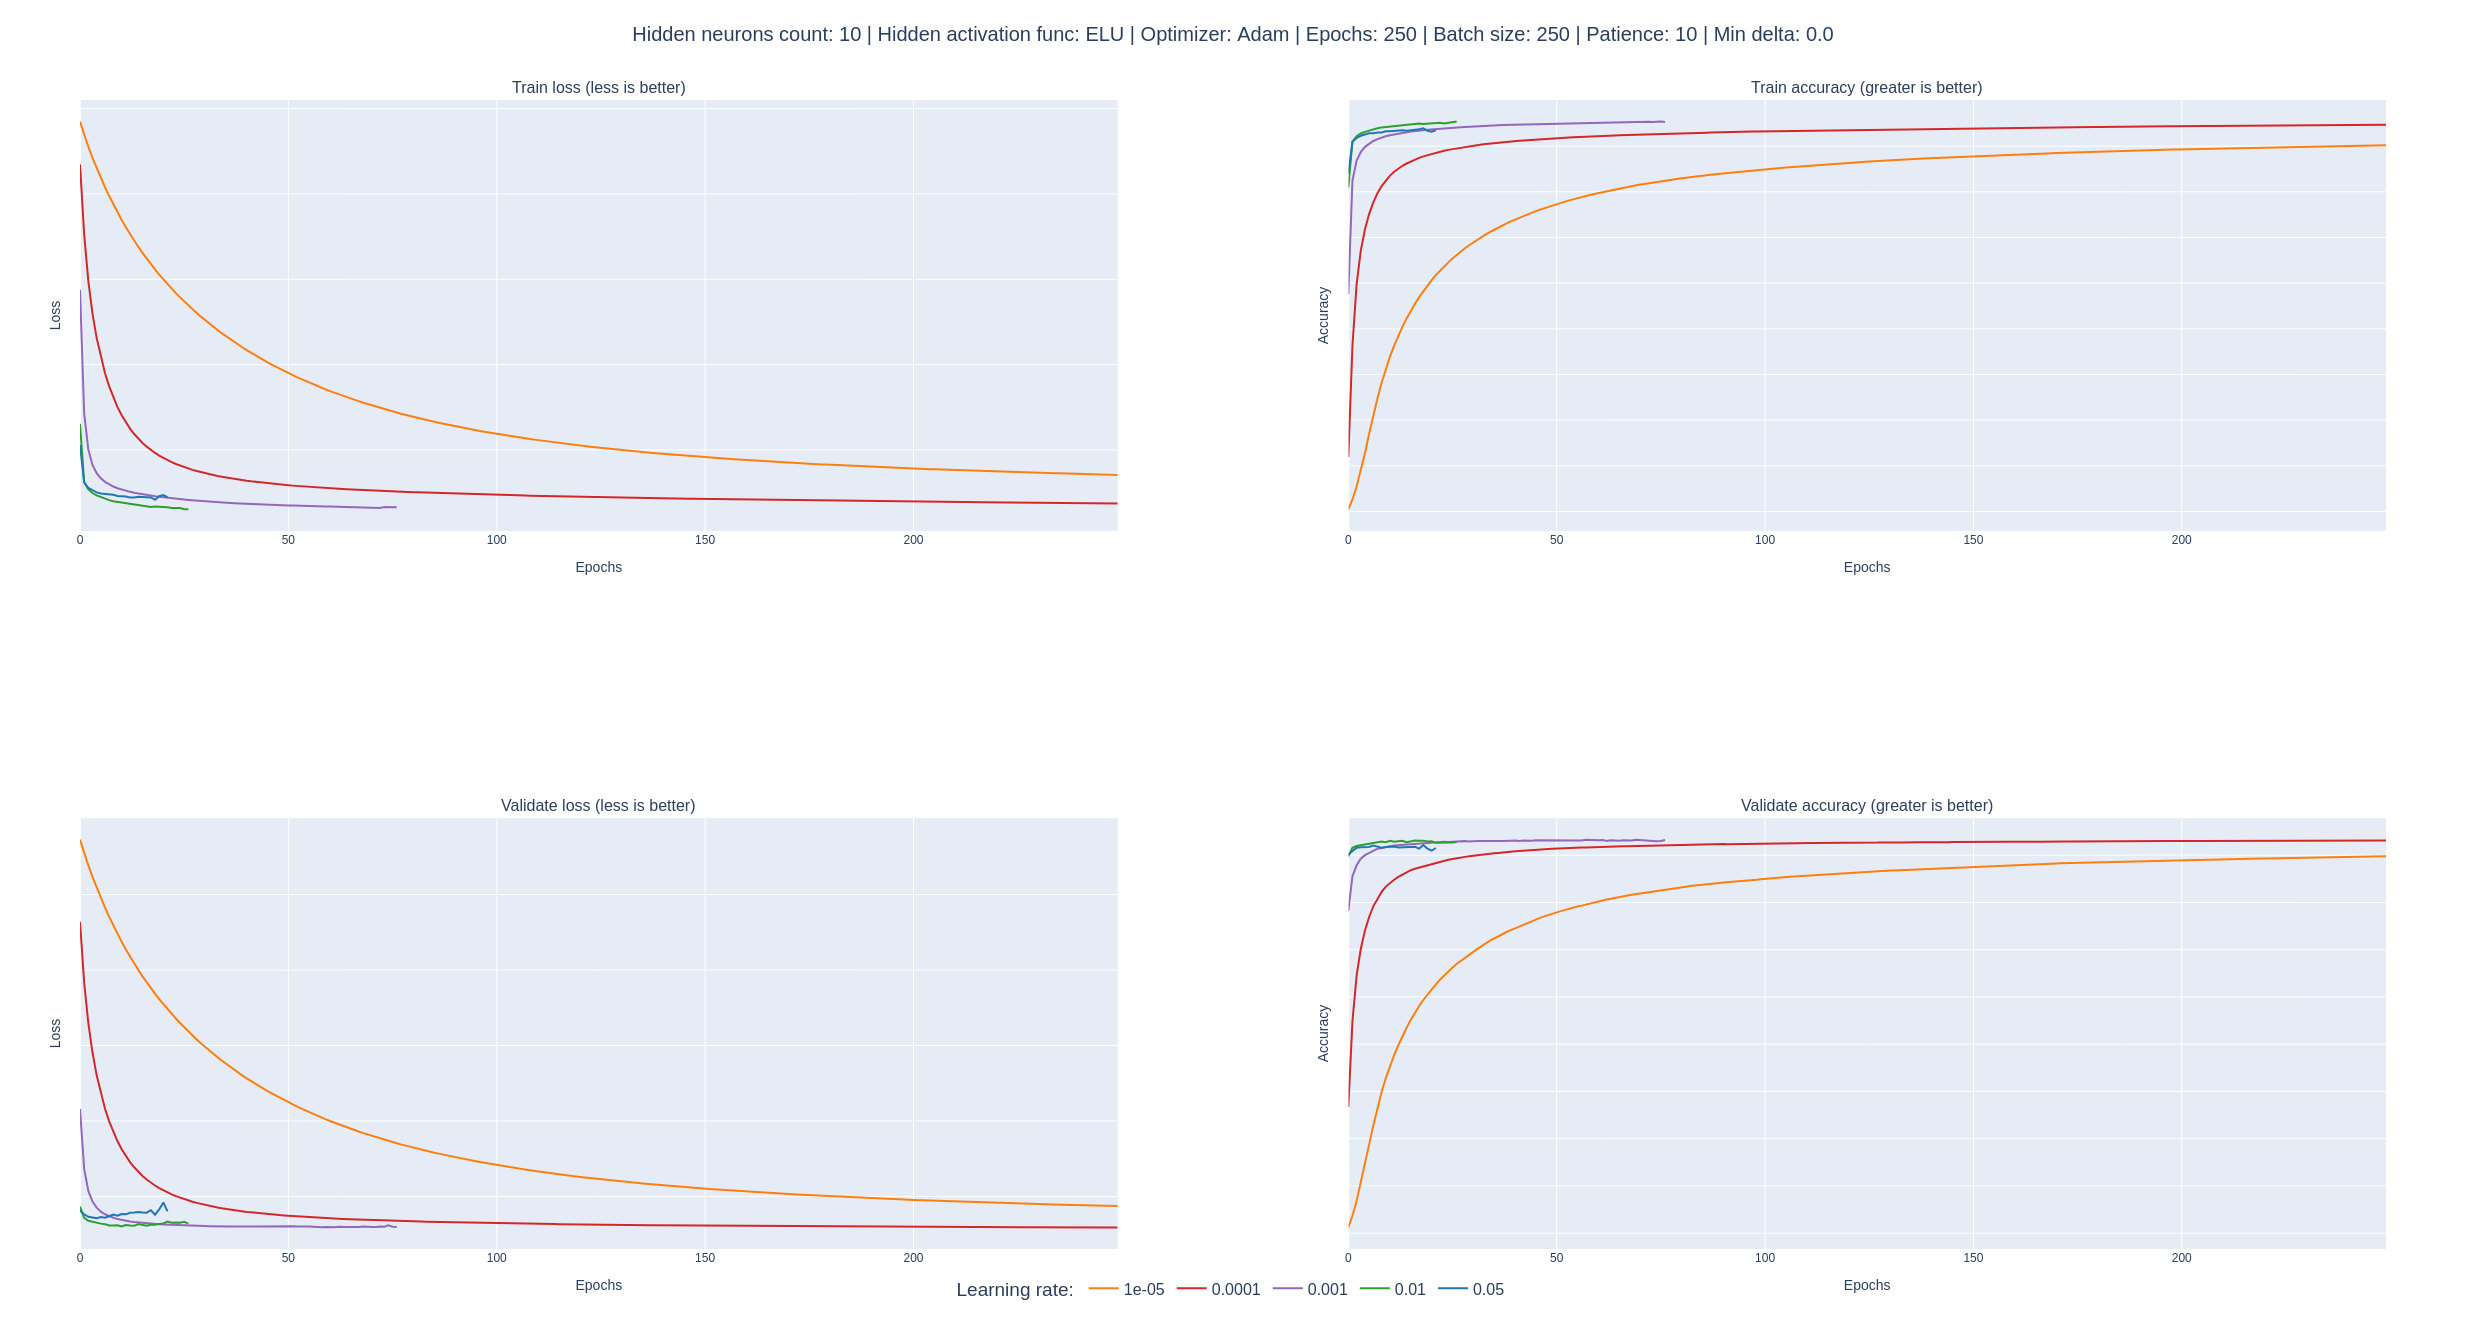 Hidden neurons count: 10 | Hidden activation func: ELU | Optimizer: Adam | Epochs: 250 | Batch size: 250 | Patience: 10 | Min delta: 0.0
Train loss (less is better)
Loss
0 50 100 150 200
Epochs
Train accuracy (greater is better)
Accuracy
0 50 100 150 200
Epochs
Validate loss (less is better)
Loss
0 50 100 150 200
Epochs
Validate accuracy (greater is better)
Accuracy
0 50 100 150 200
Epochs
Learning rate: 1e-05 0.0001 0.001 0.01 0.05